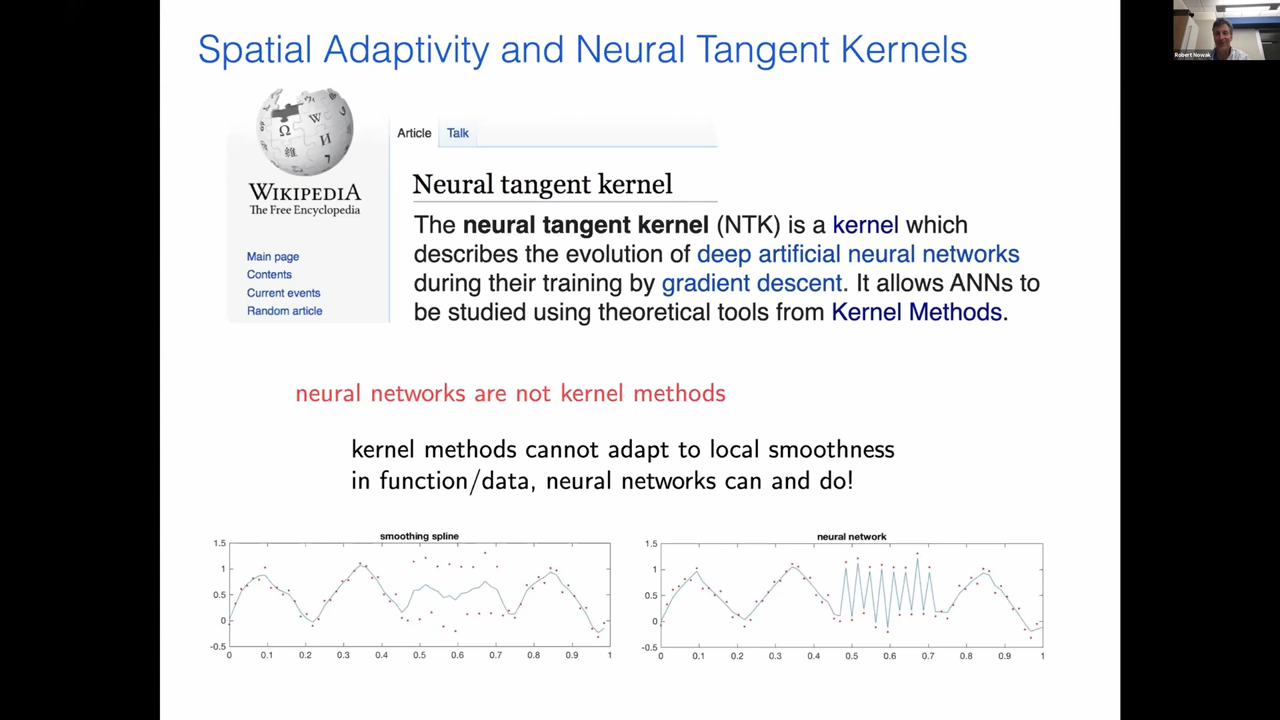 Spatial Adaptivity and Neural Tangent Kernels
Robert Nowak
WIKIPEDIA
The Free Encyclopedia
Main page
Contents
Current events
Random article
Article Talk
Neural tangent kernel
The neural tangent kernel (NTK) is a kernel which
describes the evolution of deep artificial neural networks
during their training by gradient descent. It allows ANNs to
be studied using theoretical tools from Kernel Methods.
neural networks are not kernel methods
kernel methods cannot adapt to local smoothness
in function/data, neural networks can and do!
smoothing spline
1.5
1
0.5
0
-0.5
0 0.1 0.2 0.3 0.4 0.5 0.6 0.7 0.8 0.9 1
neural network
1.5
1
0.5
0
-0.5
0 0.1 0.2 0.3 0.4 0.5 0.6 0.7 0.8 0.9 1